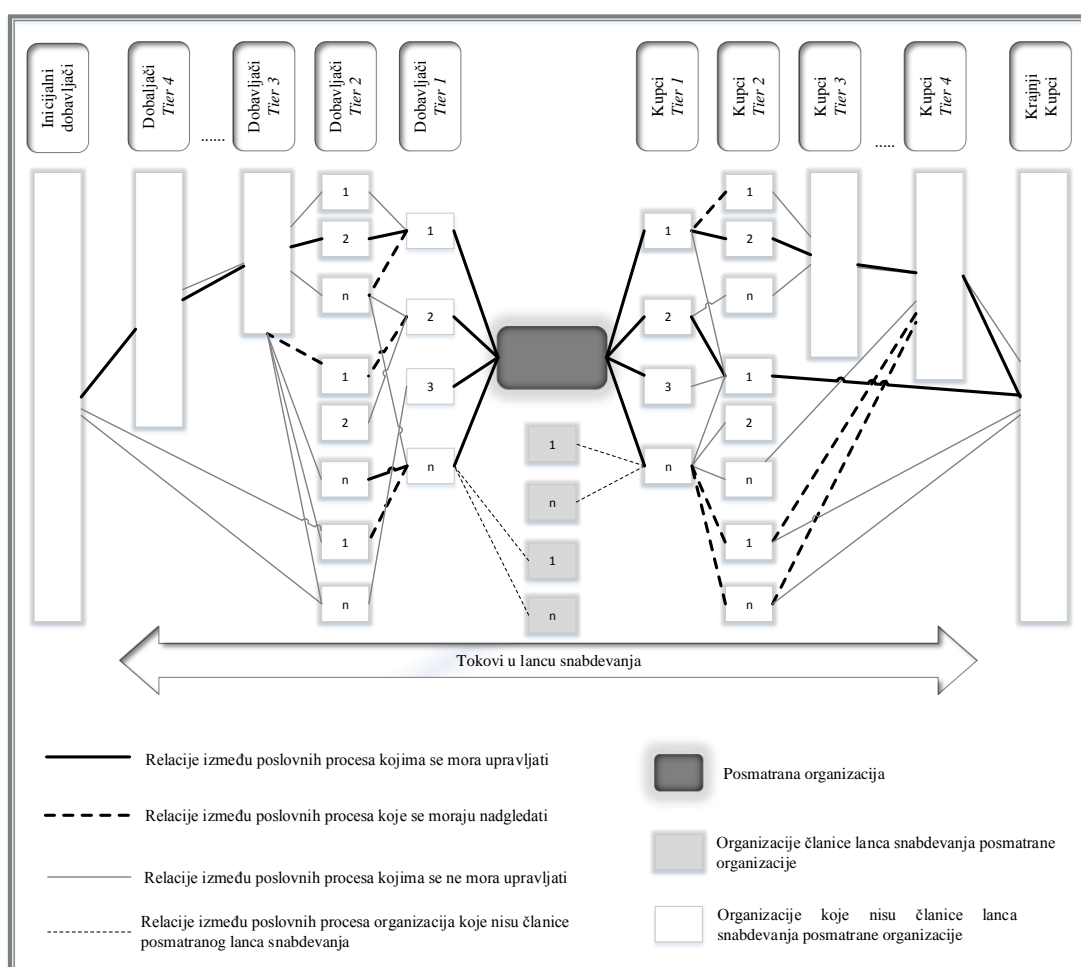 Inicijalni
dobavljači
Dobaljači
Tier 4
......
Dobavljači
Tier 3
Dobavljači
Tier 2
Dobavljači
Tier 1
Kupci
Tier 1
Kupci
Tier 2
Kupci
Tier 3
.....
Kupci
Tier 4
Krajnji
Kupci
1
2
n
1
2
n
1
n
1
2
3
n
1
n
1
n
1
2
3
n
1
2
n
1
2
n
1
n
Tokovi u lancu snabdevanja
Relacije između poslovnih procesa kojima se mora upravljati
Relacije između poslovnih procesa koje se moraju nadgledati
Relacije između poslovnih procesa kojima se ne mora upravljati
Relacije između poslovnih procesa organizacija koje nisu članice
posmatranog lanca snabdevanja
Posmatrana organizacija
Organizacije članice lanca snabdevanja posmatrane
organizacije
Organizacije koje nisu članice lanca
snabdevanja posmatrane organizacije